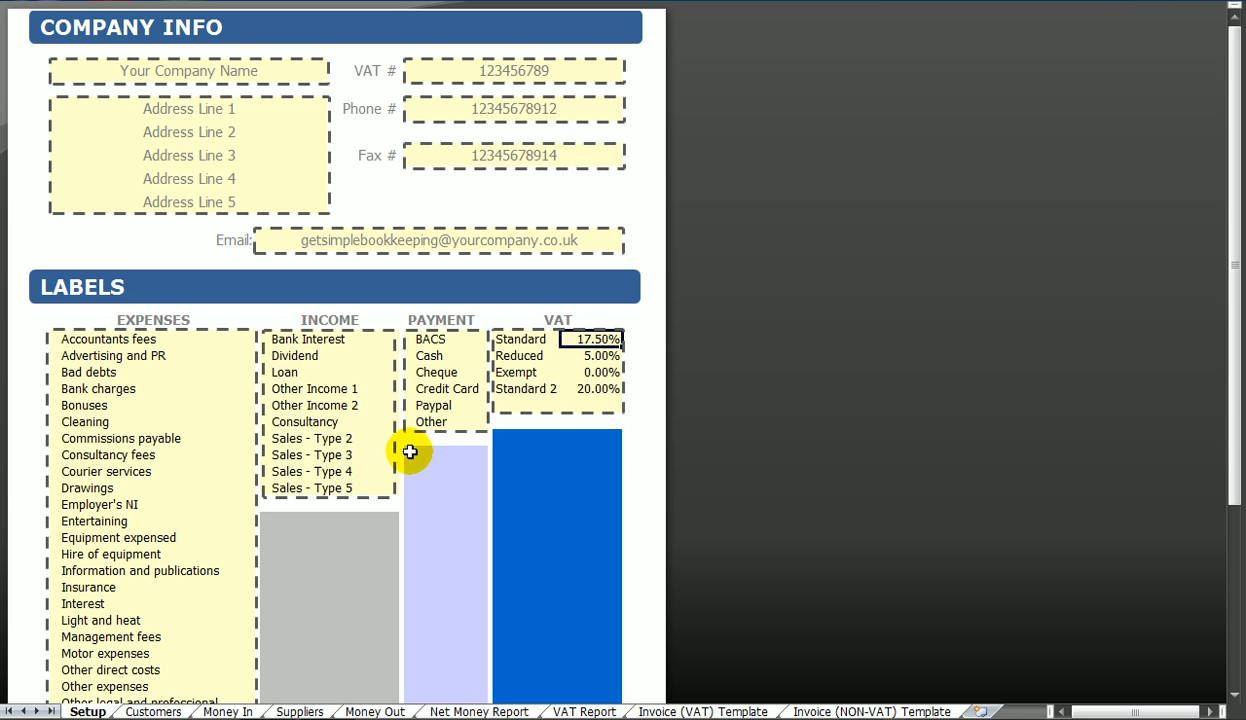 COMPANY INFO
Your Company Name
VAT # 123456789
Address Line 1
Phone # 12345678912
Address Line 2
Address Line 3
Fax # 12345678914
Address Line 4
Address Line 5
Email: getsimplebookkeeping@yourcompany.co.uk
LABELS
EXPENSES
Accountants fees
Advertising and PR
Bad debts
Bank charges
Bonuses
Cleaning
Commissions payable
Consultancy fees
Courier services
Drawings
Employer's NI
Entertaining
Equipment expensed
Hire of equipment
Information and publications
Insurance
Interest
Light and heat
Management fees
Motor expenses
Other direct costs
Other expenses
Other legal and professional
INCOME
Bank Interest
Dividend
Loan
Other Income 1
Other Income 2
Consultancy
Sales - Type 2
Sales - Type 3
Sales - Type 4
Sales - Type 5
PAYMENT
BACS
Cash
Cheque
Credit Card
Paypal
Other
VAT
Standard 17.50%
Reduced 5.00%
Exempt 0.00%
Standard 2 20.00%
Setup Customers Money In Suppliers Money Out Net Money Report VAT Report Invoice (VAT) Template Invoice (NON-VAT) Template